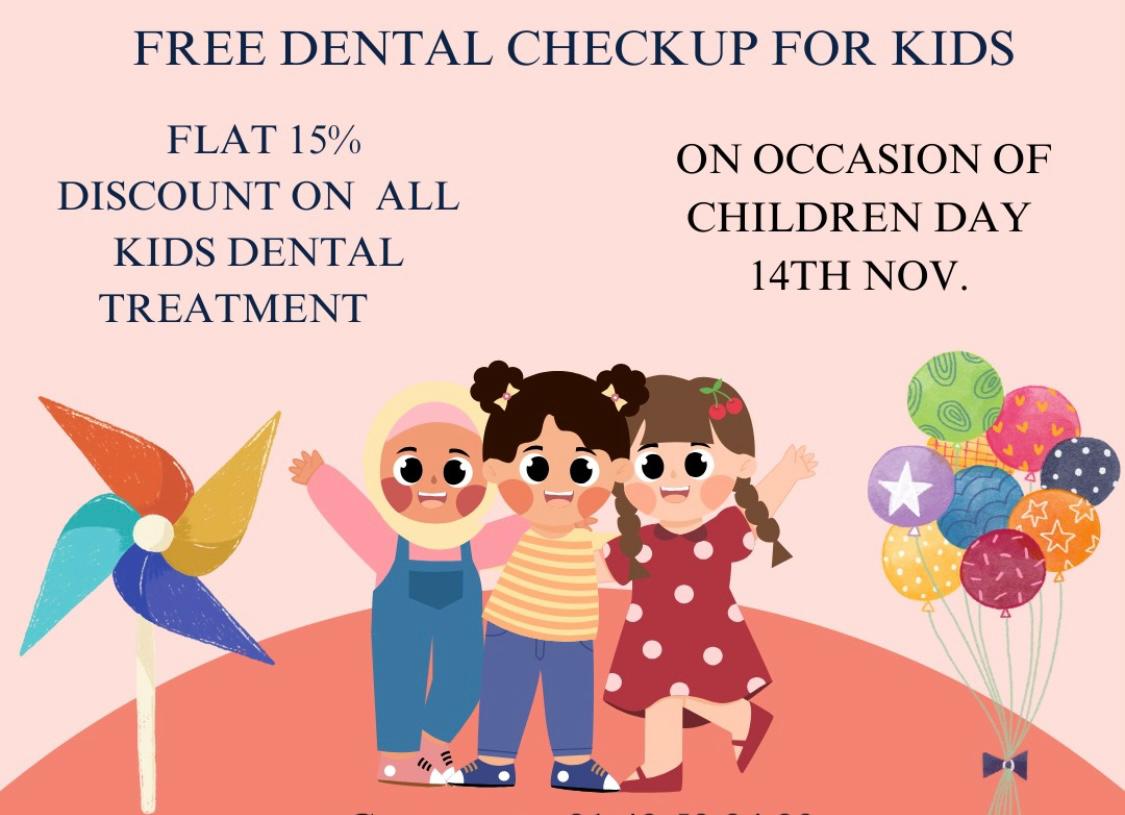 FREE DENTAL CHECKUP FOR KIDS
FLAT 15%
DISCOUNT ON ALL
KIDS DENTAL
TREATMENT
ON OCCASION OF
CHILDREN DAY
14TH NOV.